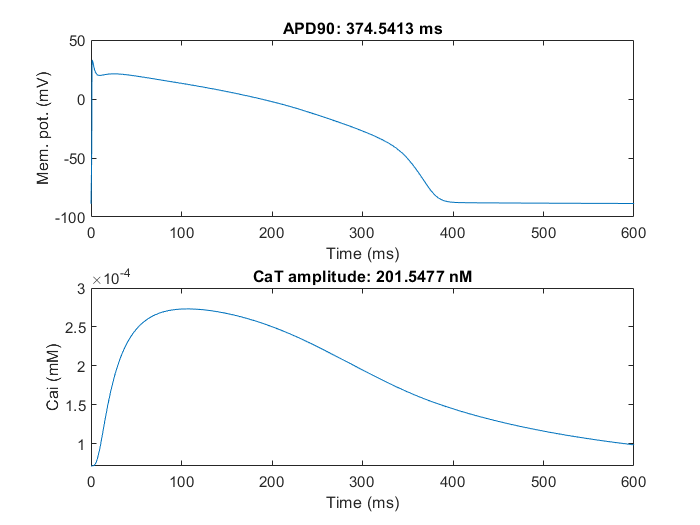 APD90: 374.5413 ms
50
0
-50
-100
Mem. pot. (mV)
0 100 200 300 400 500 600
Time (ms)
CaT amplitude: 201.5477 nM
×10-4
3
2.5
2
1.5
1
Cai (mM)
0 100 200 300 400 500 600
Time (ms)